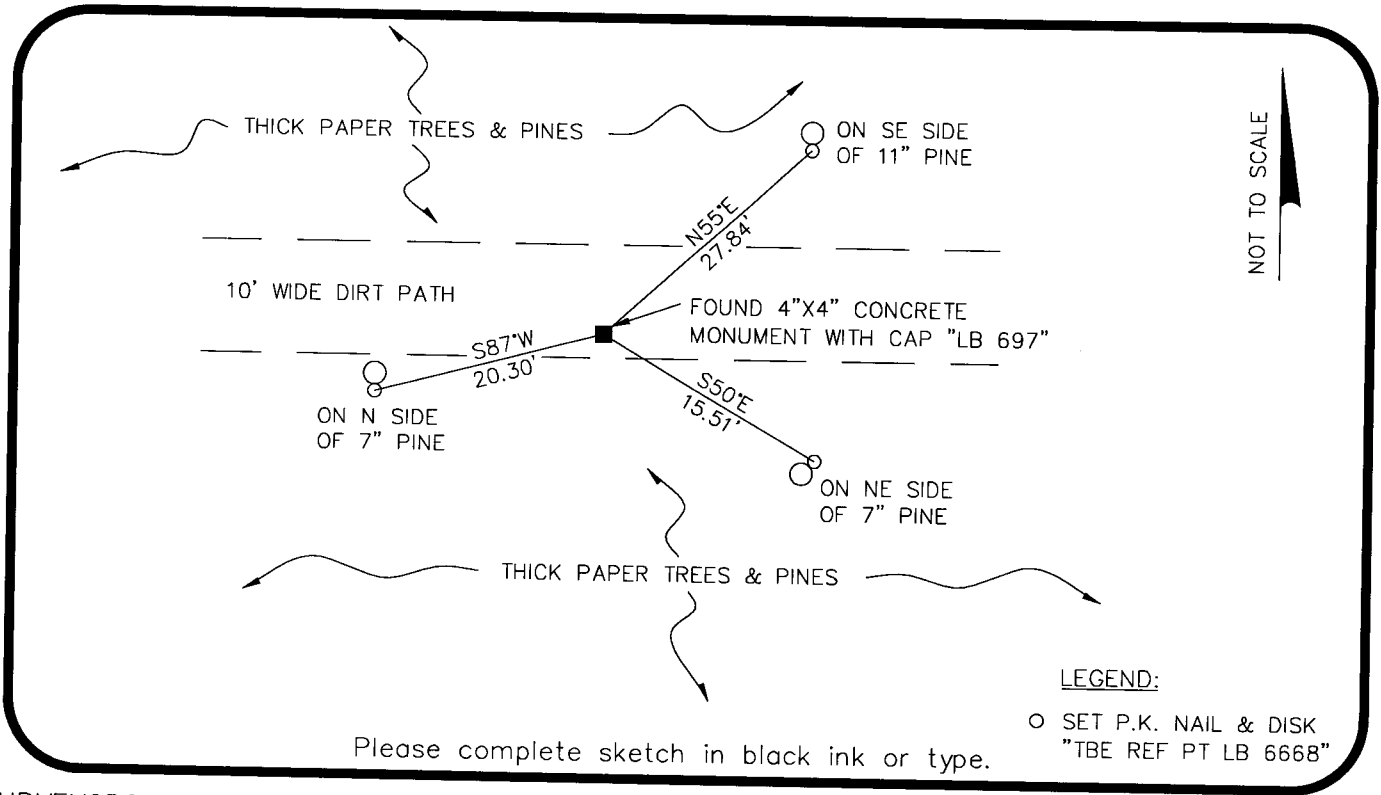 THICK PAPER TREES & PINES
ON SE SIDE
OF 11" PINE
NOT TO SCALE
N55°E
27.84'
10' WIDE DIRT PATH
FOUND 4"X4" CONCRETE
MONUMENT WITH CAP "LB 697"
S87°W
20.30'
S50°E
15.51'
ON N SIDE
OF 7" PINE
ON NE SIDE
OF 7" PINE
THICK PAPER TREES & PINES
LEGEND:
SET P.K. NAIL & DISK
"TBE REF PT LB 6668"
Please complete sketch in black ink or type.